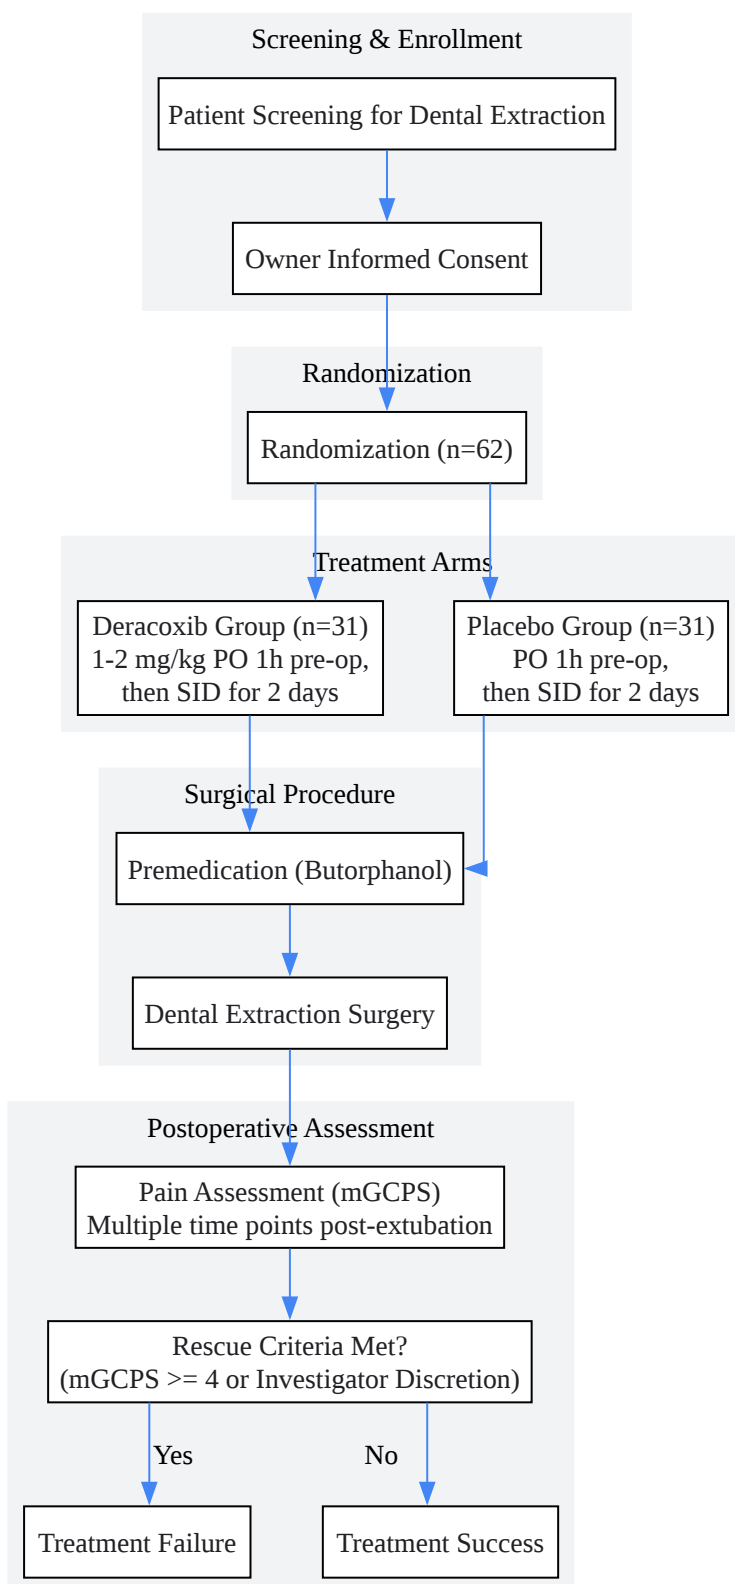 Screening & Enrollment
Patient Screening for Dental Extraction
Owner Informed Consent
Randomization
Randomization (n=62)
Treatment Arms
Deracoxib Group (n=31)
1-2 mg/kg PO 1h pre-op,
then SID for 2 days
Placebo Group (n=31)
PO 1h pre-op,
then SID for 2 days
Surgical Procedure
Premedication (Butorphanol)
Dental Extraction Surgery
Postoperative Assessment
Pain Assessment (mGCPS)
Multiple time points post-extubation
Rescue Criteria Met?
(mGCPS >= 4 or Investigator Discretion)
Yes
No
Treatment Failure
Treatment Success